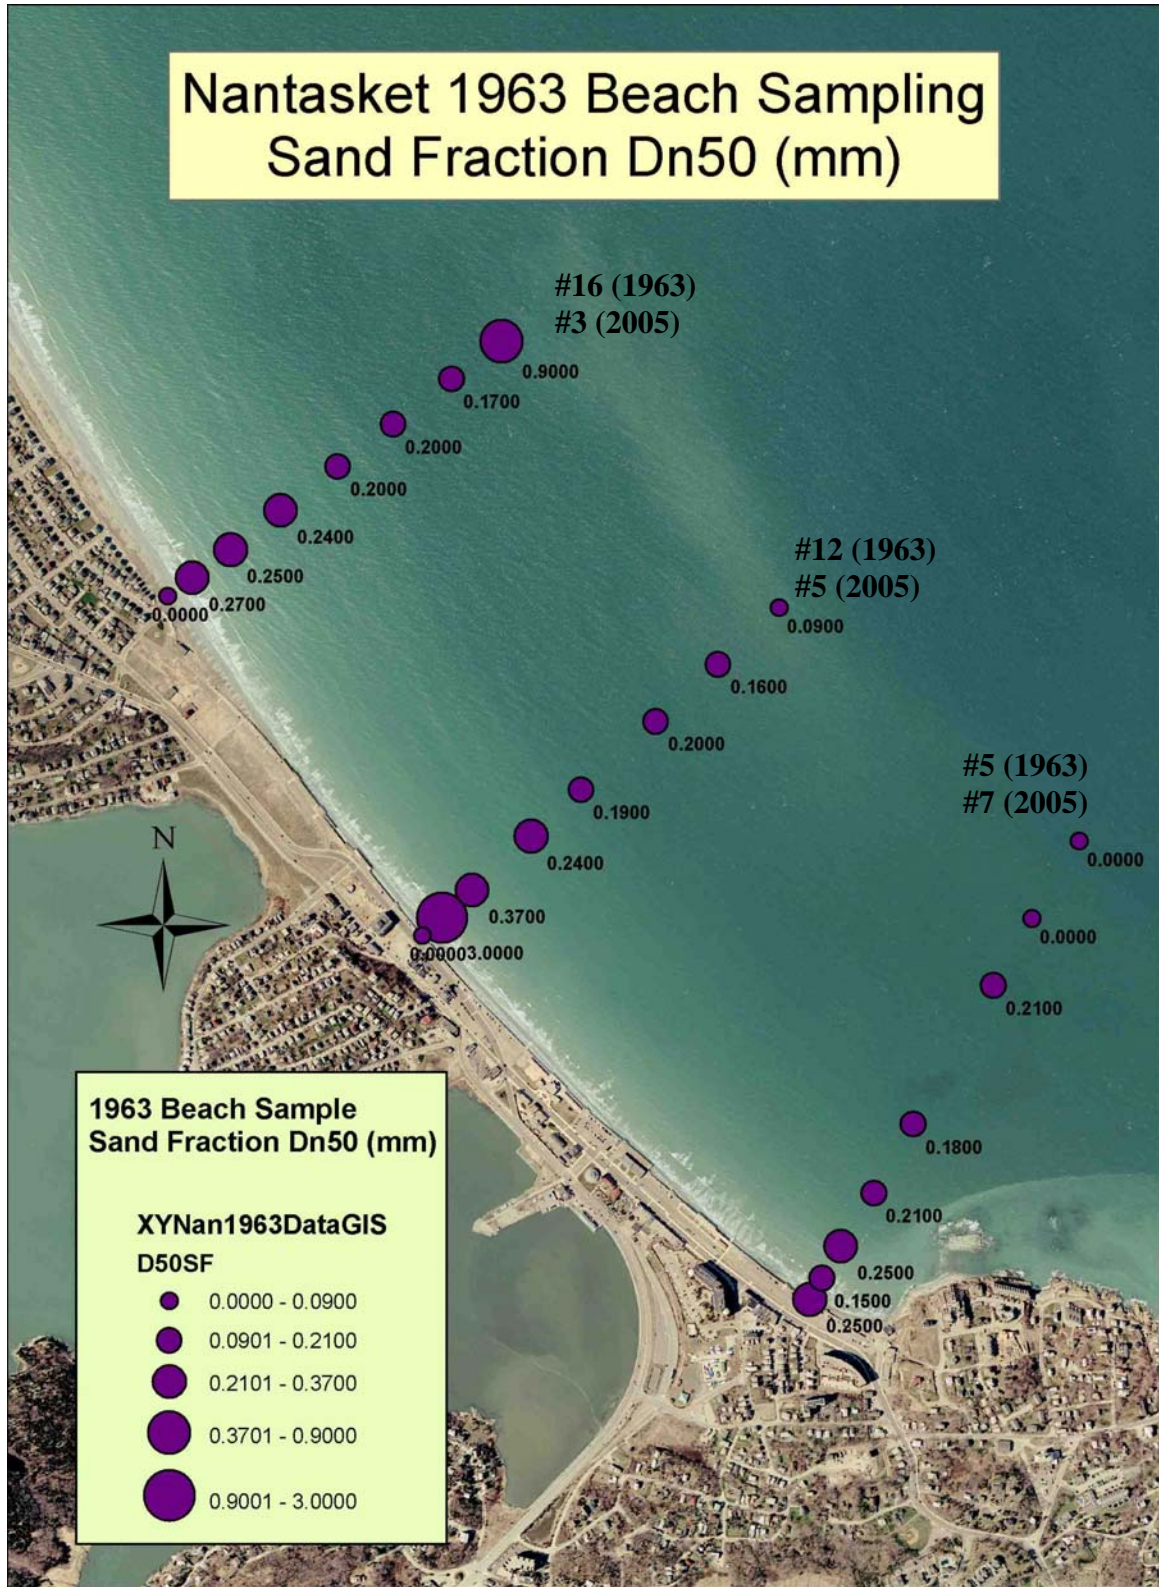 Nantasket 1963 Beach Sampling
Sand Fraction Dn50 (mm)
#16 (1963)
#3 (2005)
0.9000
0.1700
0.2000
0.2000
0.2400
0.2500
0.2700
0.0000
#12 (1963)
#5 (2005)
0.0900
0.1600
0.2000
0.1900
0.2400
0.3700
0.0000 3.0000
#5 (1963)
#7 (2005)
0.0000
0.0000
0.2100
0.1800
0.2100
0.2500
0.1500
0.2500
N
1963 Beach Sample
Sand Fraction Dn50 (mm)
XYNan1963DataGIS
D50SF
0.0000 - 0.0900
0.0901 - 0.2100
0.2101 - 0.3700
0.3701 - 0.9000
0.9001 - 3.0000